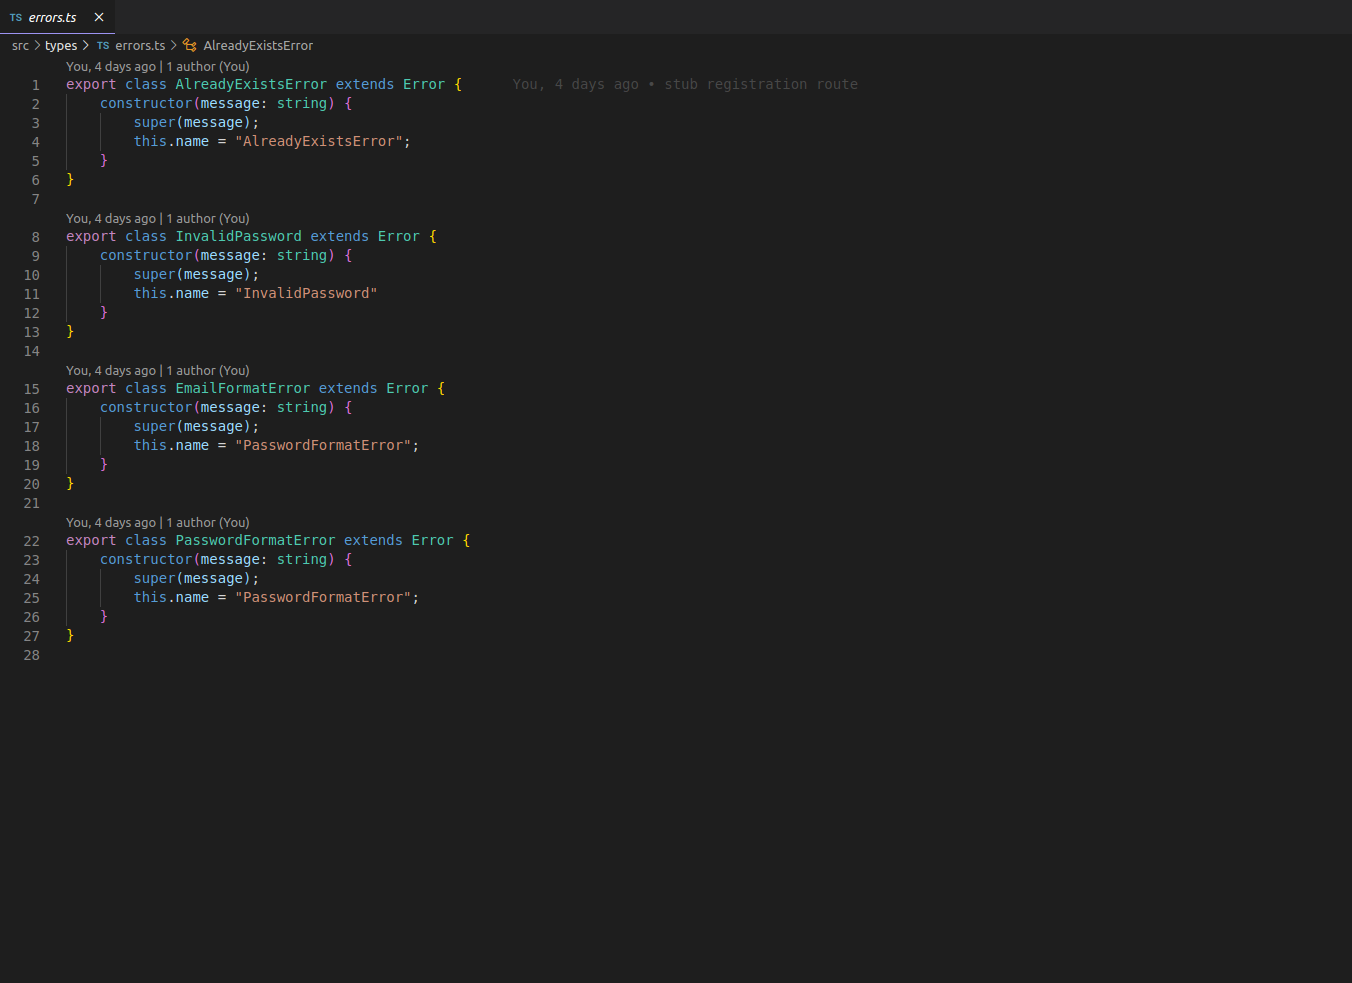 TS errors.ts ×
src > types > TS errors.ts > AlreadyExistsError
You, 4 days ago | 1 author (You)
1 export class AlreadyExistsError extends Error { You, 4 days ago • stub registration route
2 constructor(message: string) {
3 super(message);
4 this.name = "AlreadyExistsError";
5 }
6 }
7
You, 4 days ago | 1 author (You)
8 export class InvalidPassword extends Error {
9 constructor(message: string) {
10 super(message);
11 this.name = "InvalidPassword"
12 }
13 }
14
You, 4 days ago | 1 author (You)
15 export class EmailFormatError extends Error {
16 constructor(message: string) {
17 super(message);
18 this.name = "PasswordFormatError";
19 }
20 }
21
You, 4 days ago | 1 author (You)
22 export class PasswordFormatError extends Error {
23 constructor(message: string) {
24 super(message);
25 this.name = "PasswordFormatError";
26 }
27 }
28